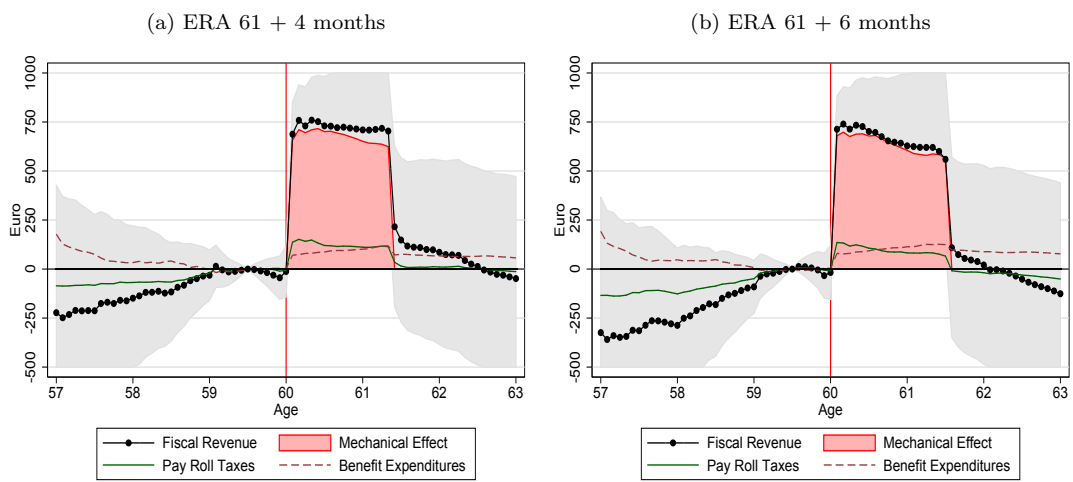 (a) ERA 61 + 4 months
1000
750
500
250
0
-250
-500
Euro
57 58 59 60 61 62 63
Age
Fiscal Revenue Mechanical Effect
Pay Roll Taxes Benefit Expenditures
(b) ERA 61 + 6 months
1000
750
500
250
0
-250
-500
Euro
57 58 59 60 61 62 63
Age
Fiscal Revenue Mechanical Effect
Pay Roll Taxes Benefit Expenditures